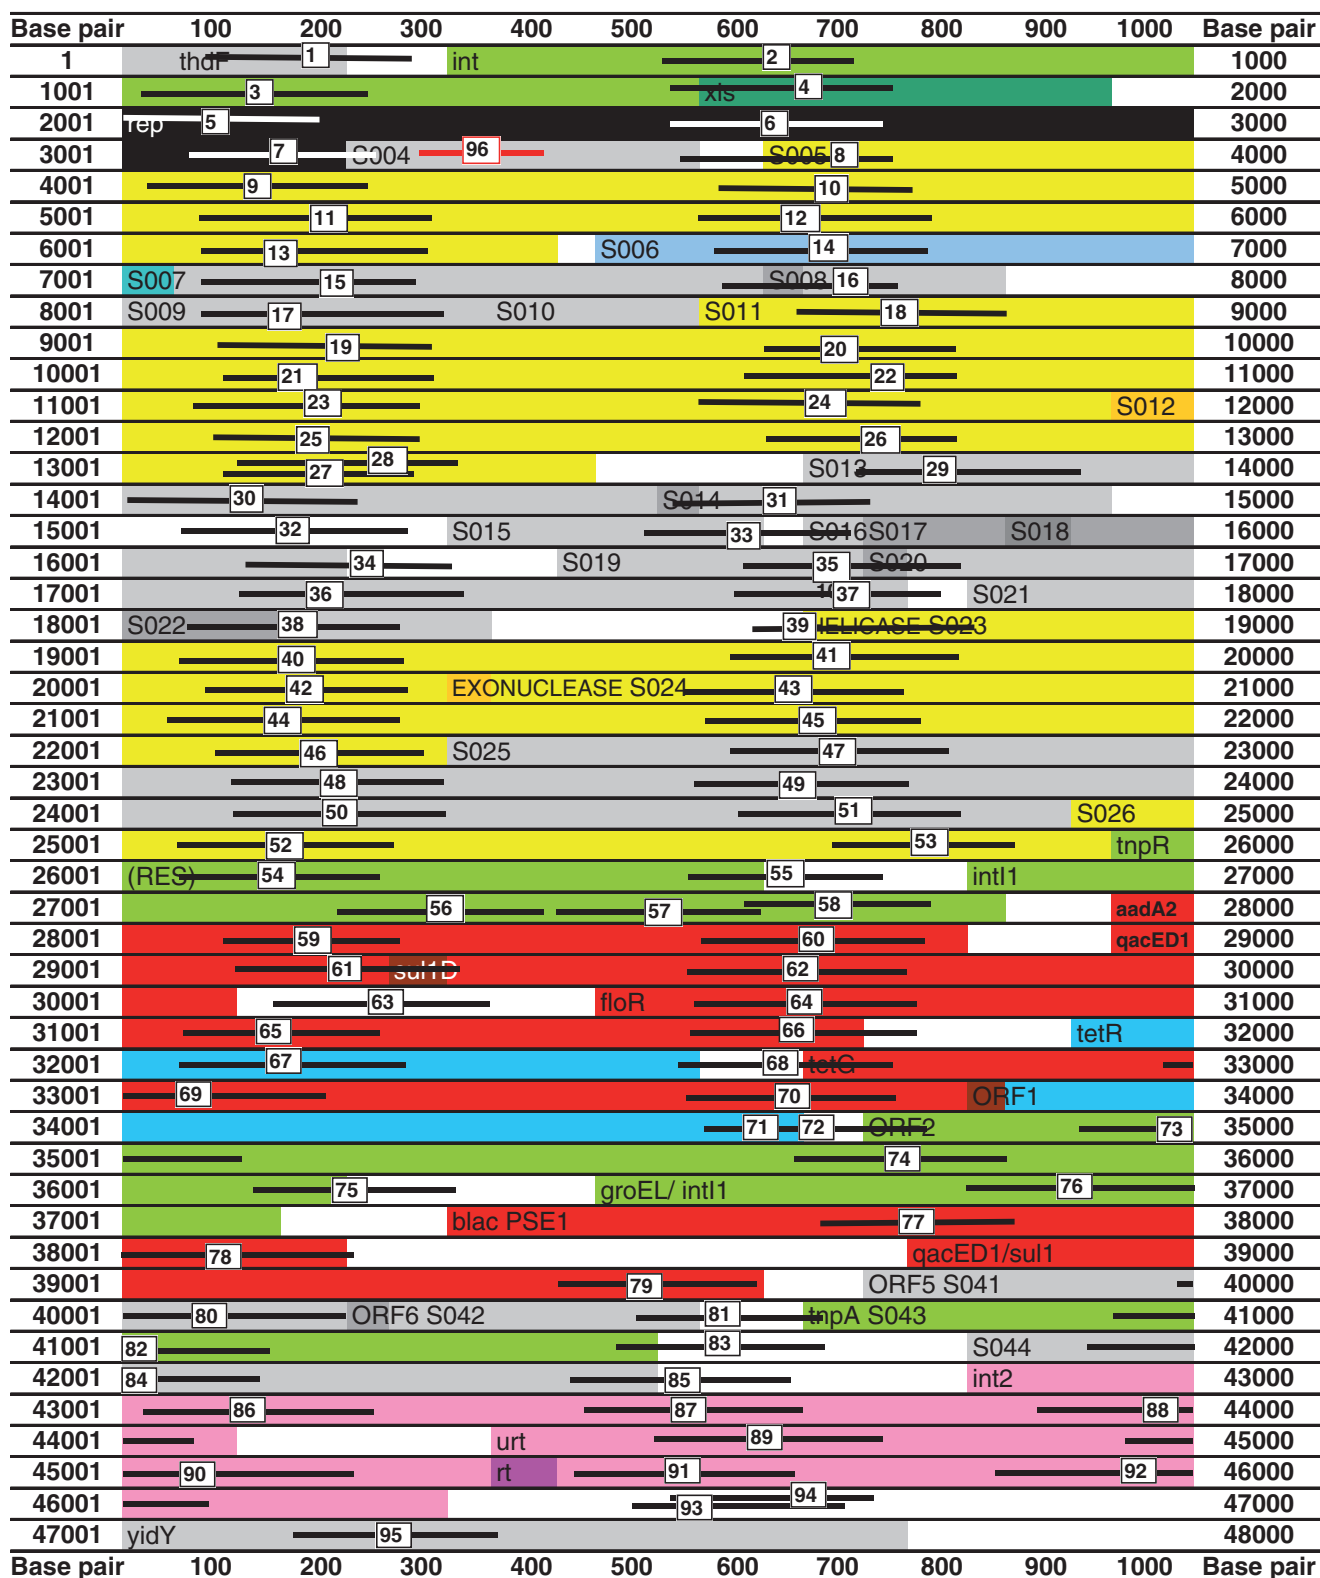 Base pair 100 200 300 400 500 600 700 800 900 1000 Base pair
1 thdF 1 int 2 1000
1001 3 xis 4 2000
2001 rep 5 6 3000
3001 7 S004 96 S005 8 4000
4001 9 10 5000
5001 11 12 6000
6001 13 S006 14 7000
7001 S007 15 S008 16 8000
8001 S009 17 S010 S011 18 9000
9001 19 20 10000
10001 21 22 11000
11001 23 24 S012 12000
12001 25 26 13000
13001 27 28 S013 29 14000
14001 30 S014 31 15000
15001 32 S015 33 S016 S017 S018 16000
16001 34 S019 35 S020 17000
17001 36 37 S021 18000
18001 S022 38 39 HELICASE S023 19000
19001 40 41 20000
20001 42 EXONUCLEASE S024 43 21000
21001 44 45 22000
22001 46 S025 47 23000
23001 48 49 24000
24001 50 51 S026 25000
25001 52 53 tnpR 26000
26001 (RES) 54 55 intI1 27000
27001 56 57 58 aadA2 28000
28001 59 60 qacED1 29000
29001 61 sul1D 62 30000
30001 63 floR 64 31000
31001 65 66 tetR 32000
32001 67 68 tetG 33000
33001 69 70 ORF1 34000
34001 71 72 ORF2 73 35000
35001 74 36000
36001 75 groEL/ intI1 76 37000
37001 blac PSE1 77 38000
38001 78 qacED1/sul1 39000
39001 79 ORF5 S041 40000
40001 80 ORF6 S042 81 tnpA S043 41000
41001 82 83 S044 42000
42001 84 85 int2 43000
43001 86 87 88 44000
44001 urt 89 45000
45001 90 rt 91 92 46000
46001 93 94 47000
47001 yidY 95 48000
Base pair 100 200 300 400 500 600 700 800 900 1000 Base pair